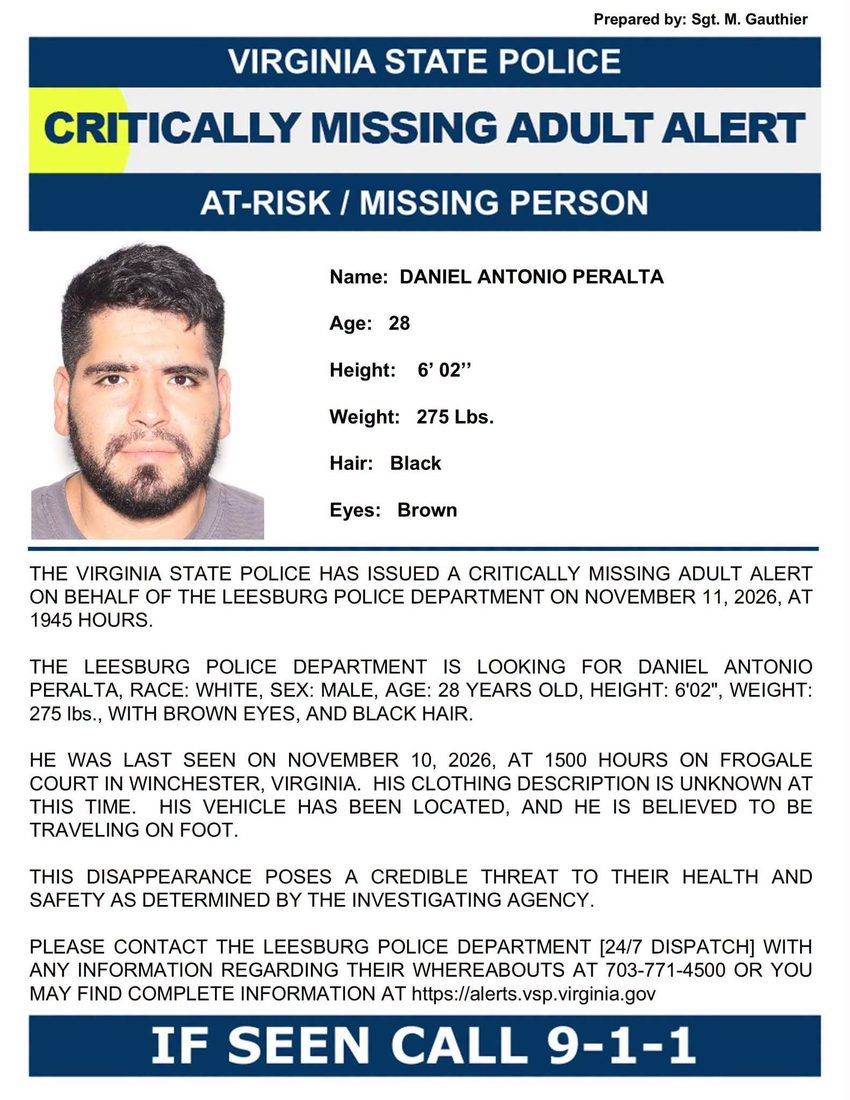 Prepared by: Sgt. M. Gauthier
VIRGINIA STATE POLICE
CRITICALLY MISSING ADULT ALERT
AT-RISK / MISSING PERSON
Name: DANIEL ANTONIO PERALTA
Age: 28
Height: 6’ 02’’
Weight: 275 Lbs.
Hair: Black
Eyes: Brown
THE VIRGINIA STATE POLICE HAS ISSUED A CRITICALLY MISSING ADULT ALERT
ON BEHALF OF THE LEESBURG POLICE DEPARTMENT ON NOVEMBER 11, 2026, AT
1945 HOURS.
THE LEESBURG POLICE DEPARTMENT IS LOOKING FOR DANIEL ANTONIO
PERALTA, RACE: WHITE, SEX: MALE, AGE: 28 YEARS OLD, HEIGHT: 6'02", WEIGHT:
275 lbs., WITH BROWN EYES, AND BLACK HAIR.
HE WAS LAST SEEN ON NOVEMBER 10, 2026, AT 1500 HOURS ON FROGALE
COURT IN WINCHESTER, VIRGINIA. HIS CLOTHING DESCRIPTION IS UNKNOWN AT
THIS TIME. HIS VEHICLE HAS BEEN LOCATED, AND HE IS BELIEVED TO BE
TRAVELING ON FOOT.
THIS DISAPPEARANCE POSES A CREDIBLE THREAT TO THEIR HEALTH AND
SAFETY AS DETERMINED BY THE INVESTIGATING AGENCY.
PLEASE CONTACT THE LEESBURG POLICE DEPARTMENT [24/7 DISPATCH] WITH
ANY INFORMATION REGARDING THEIR WHEREABOUTS AT 703-771-4500 OR YOU
MAY FIND COMPLETE INFORMATION AT https://alerts.vsp.virginia.gov
IF SEEN CALL 9-1-1